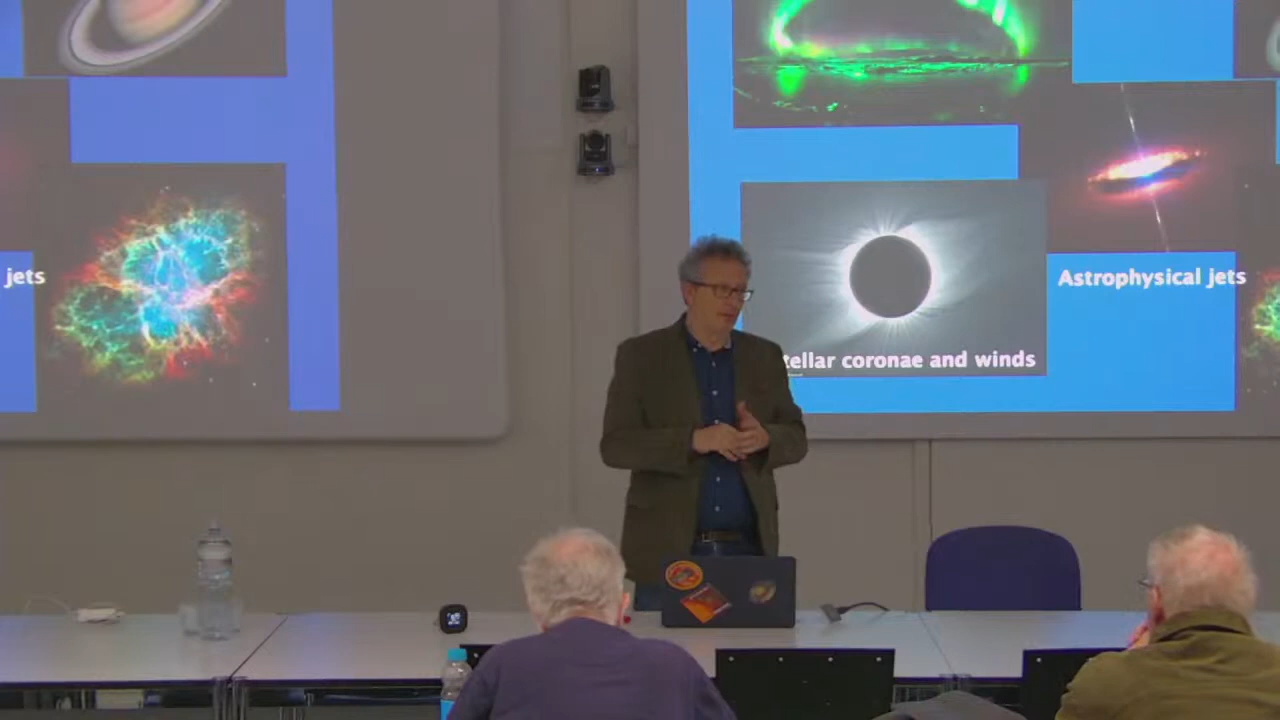 jets
Astrophysical jets
tellar coronae and winds